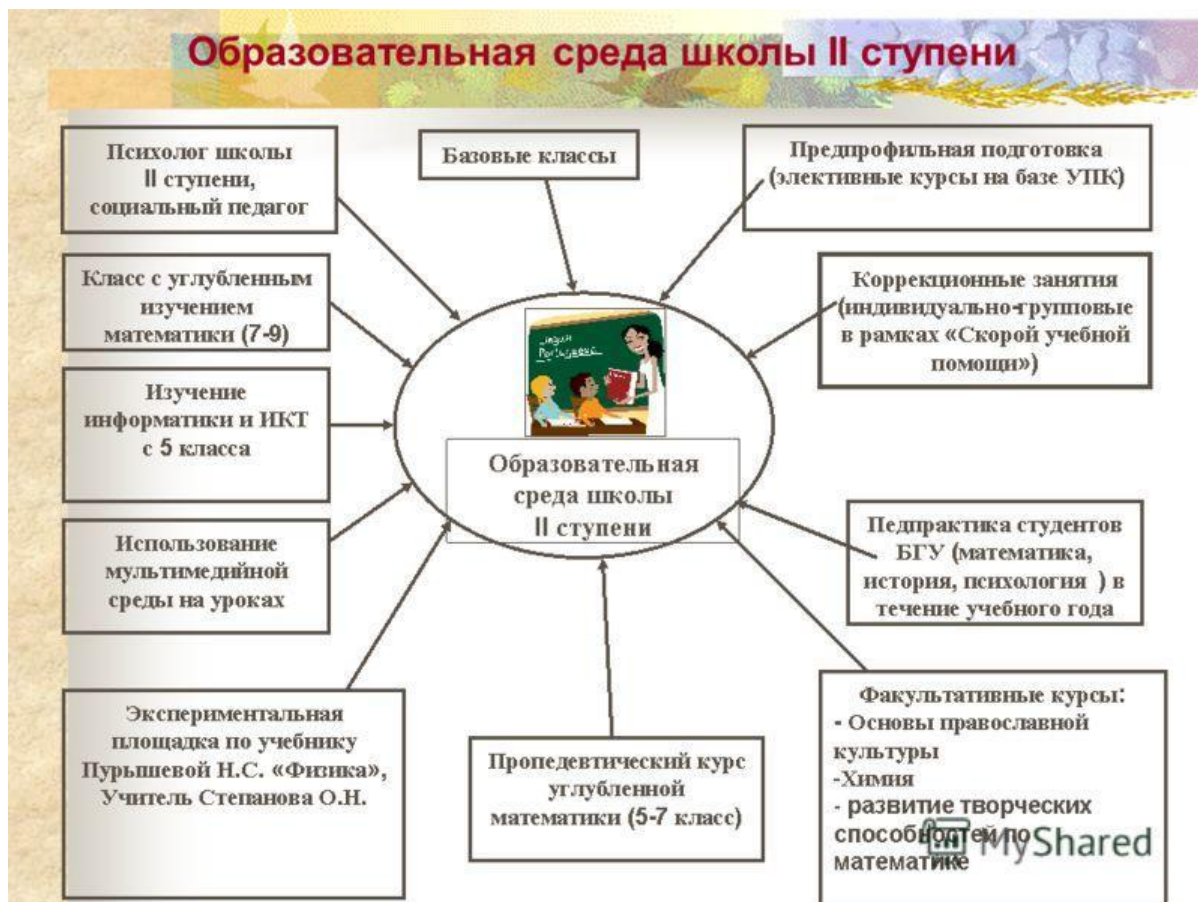 Образовательная среда школы II ступени
Психолог школы
II ступени,
социальный педагог
Базовые классы
Предпрофильная подготовка
(элективные курсы на базе УПК)
Класс с углубленным
изучением
математики (7-9)
Коррекционные занятия
(индивидуально-групповые
в рамках «Скорой учебной
помощи»)
Изучение
информатики и ИКТ
с 5 класса
Образовательная
среда школы
II ступени
Использование
мультимедийной
среды на уроках
Педпрактика студентов
БГУ (математика,
история, психология ) в
течение учебного года
Экспериментальная
площадка по учебнику
Пурышевой Н.С. «Физика»,
Учитель Степанова О.Н.
Пропедевтический курс
углубленной
математики (5-7 класс)
Факультативные курсы:
- Основы православной
культуры
-Химия
- развитие творческих
способностей по
математике
MyShared